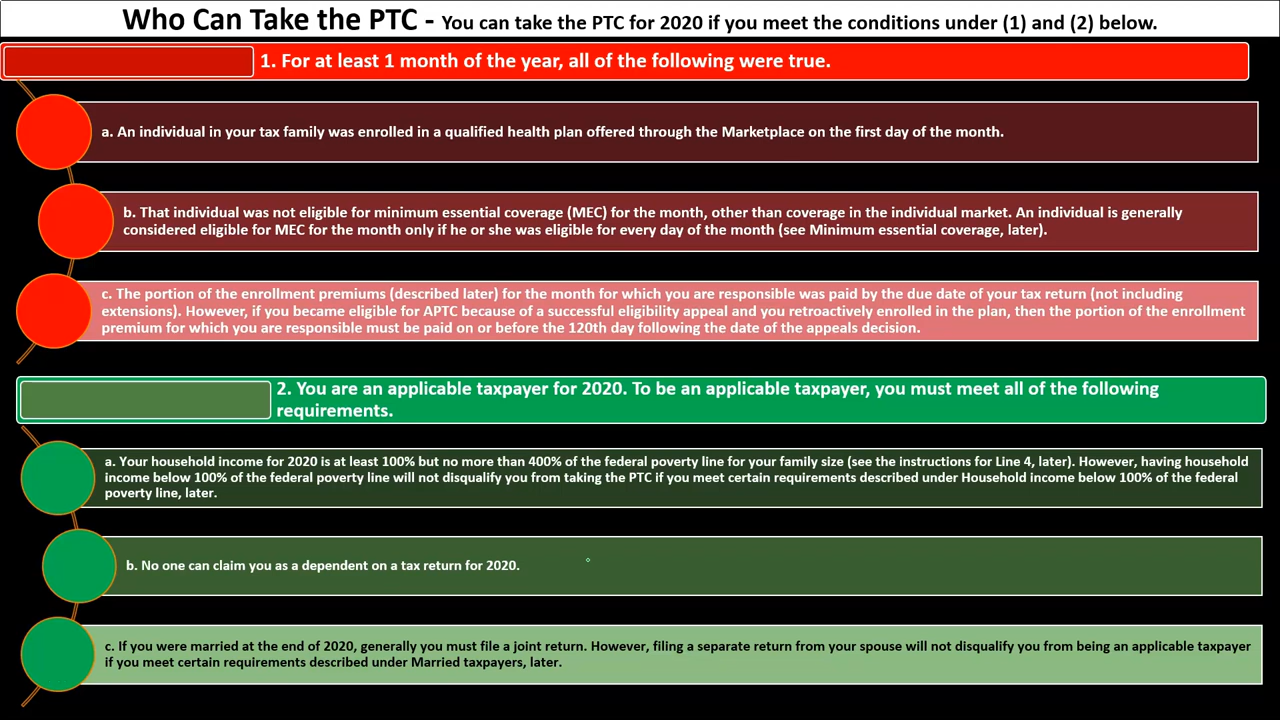 Who Can Take the PTC - You can take the PTC for 2020 if you meet the conditions under (1) and (2) below.
1. For at least 1 month of the year, all of the following were true.
a. An individual in your tax family was enrolled in a qualified health plan offered through the Marketplace on the first day of the month.
b. That individual was not eligible for minimum essential coverage (MEC) for the month, other than coverage in the individual market. An individual is generally
considered eligible for MEC for the month only if he or she was eligible for every day of the month (see Minimum essential coverage, later).
c. The portion of the enrollment premiums (described later) for the month for which you are responsible was paid by the due date of your tax return (not including
extensions). However, if you became eligible for APTC because of a successful eligibility appeal and you retroactively enrolled in the plan, then the portion of the enrollment
premium for which you are responsible must be paid on or before the 120th day following the date of the appeals decision.
2. You are an applicable taxpayer for 2020. To be an applicable taxpayer, you must meet all of the following
requirements.
a. Your household income for 2020 is at least 100% but no more than 400% of the federal poverty line for your family size (see the instructions for Line 4, later). However, having household
income below 100% of the federal poverty line will not disqualify you from taking the PTC if you meet certain requirements described under Household income below 100% of the federal
poverty line, later.
b. No one can claim you as a dependent on a tax return for 2020.
c. If you were married at the end of 2020, generally you must file a joint return. However, filing a separate return from your spouse will not disqualify you from being an applicable taxpayer
if you meet certain requirements described under Married taxpayers, later.